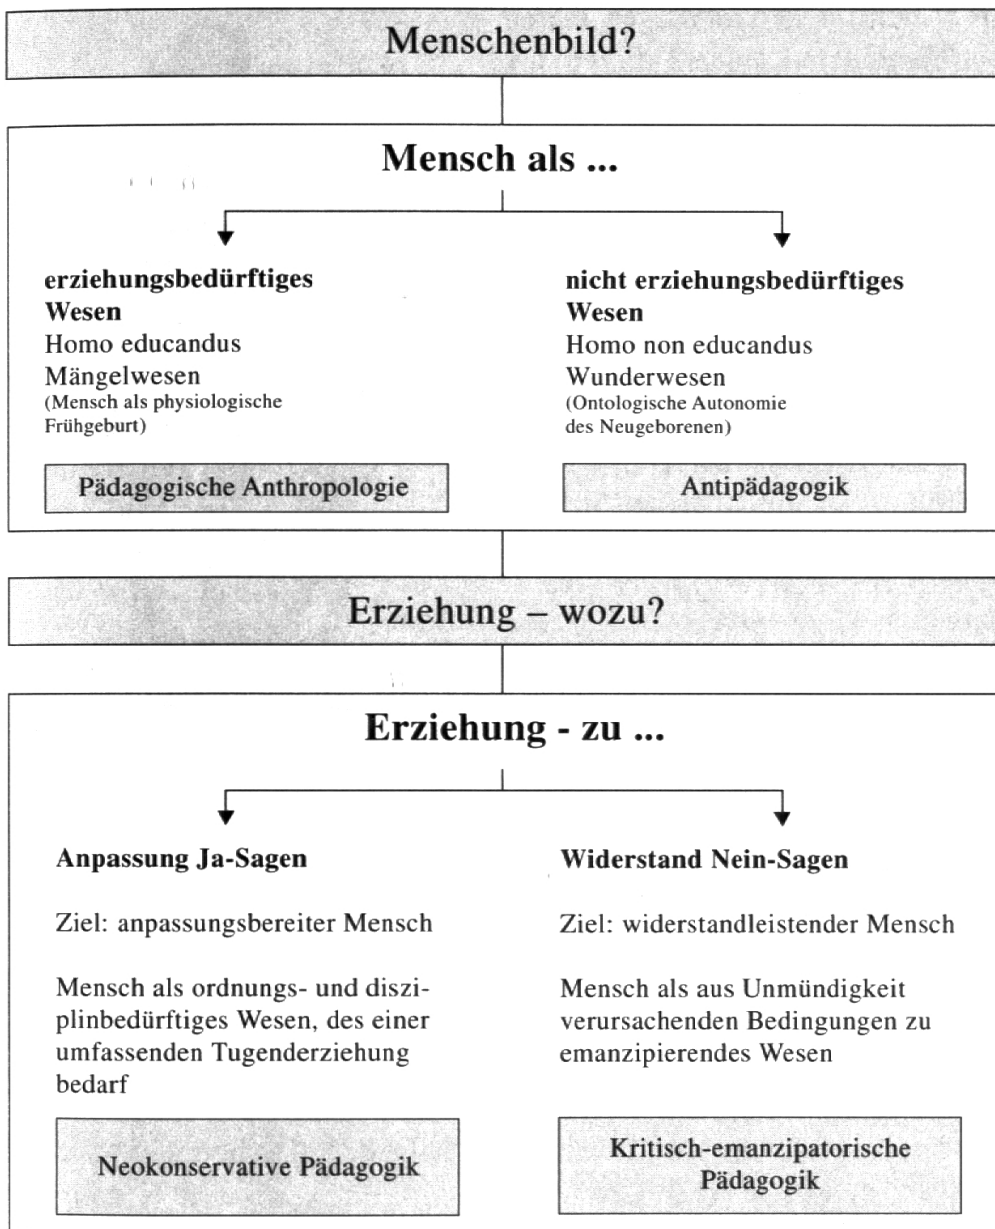 Menschenbild?
Mensch als ...
erziehungsbedürftiges
Wesen
Homo educandus
Mängelwesen
(Mensch als physiologische
Frühgeburt)
Pädagogische Anthropologie
nicht erziehungsbedürftiges
Wesen
Homo non educandus
Wunderwesen
(Ontologische Autonomie
des Neugeborenen)
Antipädagogik
Erziehung – wozu?
Erziehung - zu ...
Anpassung Ja-Sagen
Ziel: anpassungsbereiter Mensch
Mensch als ordnungs- und diszi-
plinbedürftiges Wesen, des einer
umfassenden Tugenderziehung
bedarf
Neokonservative Pädagogik
Widerstand Nein-Sagen
Ziel: widerstandleistender Mensch
Mensch als aus Unmündigkeit
verursachenden Bedingungen zu
emanzipierendes Wesen
Kritisch-emanzipatorische
Pädagogik